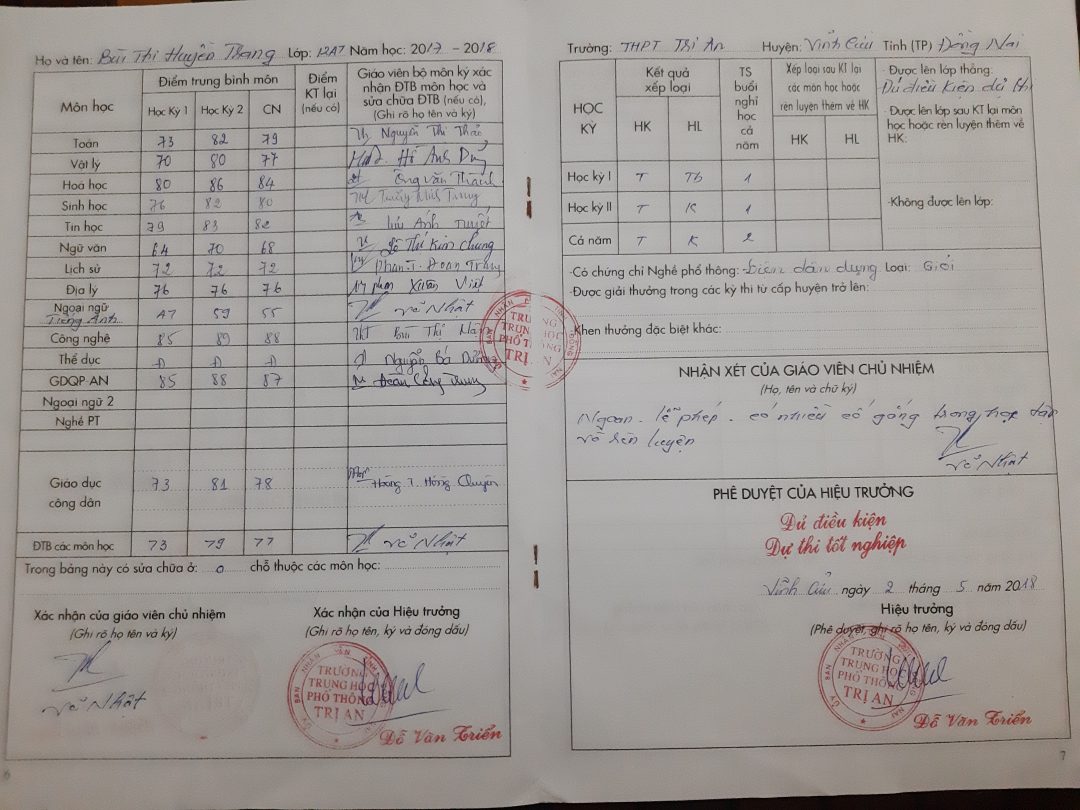 Họ và tên: Bùi Thị Huyền Trang Lớp: 12A7 Năm học: 2017 - 2018
Môn học
Điểm trung bình môn
Học Kỳ 1 Học Kỳ 2 CN
Điểm KT lại (nếu có)
Giáo viên bộ môn ký xác nhận ĐTB môn học và sửa chữa ĐTB (nếu có), (Ghi rõ họ tên và ký)
Toán 73 82 79 Nguyễn Thị Thảo
Vật lý 70 80 77 Hồ Anh Dũng
Hoá học 80 86 84 Ông Văn Thành
Sinh học 76 82 80
Tin học 79 83 82 Lưu Ánh Tuyết
Ngữ văn 64 70 68 Lê Thị Kim Chung
Lịch sử 72 72 72 Phan T. Đoan Trang
Địa lý 76 76 76 Phạm Xuân Việt
Ngoại ngữ Tiếng Anh 47 59 55 Võ Nhật
Công nghệ 85 89 88 Bùi Thị
Thể dục Đ Đ Đ Nguyễn Bá Dương
GDQP-AN 85 88 87 Đoàn Công Trung
Ngoại ngữ 2
Nghề PT
Giáo dục công dân 73 81 78 Hoàng T. Hồng Quyên
ĐTB các môn học 73 79 77 Võ Nhật
Trong bảng này có sửa chữa ở: 0 chỗ thuộc các môn học:
Xác nhận của giáo viên chủ nhiệm
(Ghi rõ họ tên và ký)
Võ Nhật
Xác nhận của Hiệu trưởng
(Ghi rõ họ tên, ký và đóng dấu)
TRƯỜNG
TRUNG HỌC
PHỔ THÔNG
TRỊ AN
Đỗ Văn Triển
6
TRƯỜNG
TRUNG HỌC
PHỔ THÔNG
TRỊ AN
Trường: THPT Trị An Huyện: Vĩnh Cửu Tỉnh (TP) Đồng Nai
HỌC KỲ
Kết quả xếp loại
HK HL
TS buổi nghỉ học cả năm
Xếp loại sau KT lại các môn học hoặc rèn luyện thêm về HK
HK HL
Học kỳ I T Tb 1
Học kỳ II T K 1
Cả năm T K 2
- Được lên lớp thẳng:
Đủ điều kiện dự thi
- Được lên lớp sau KT lại môn
học hoặc rèn luyện thêm về
HK:
-Không được lên lớp:
-Có chứng chỉ Nghề phổ thông: Điện dân dụng Loại: Giỏi
-Được giải thưởng trong các kỳ thi từ cấp huyện trở lên:
-Khen thưởng đặc biệt khác:
NHẬN XÉT CỦA GIÁO VIÊN CHỦ NHIỆM
(Họ, tên và chữ ký)
Ngoan - lễ phép - có nhiều cố gắng trong học tập
và rèn luyện
Võ Nhật
PHÊ DUYỆT CỦA HIỆU TRƯỞNG
Đủ điều kiện
Dự thi tốt nghiệp
Vĩnh Cửu ngày 2 tháng 5 năm 2018
Hiệu trưởng
(Phê duyệt, ghi rõ họ tên, ký và đóng dấu)
TRƯỜNG
TRUNG HỌC
PHỔ THÔNG
TRỊ AN
Đỗ Văn Triển
7